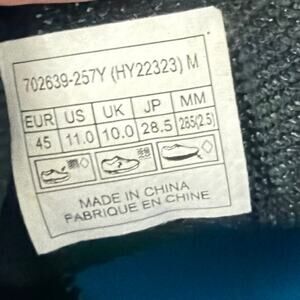 702639-257Y (HY22323) M
EUR US UK JP MM
45 11.0 10.0 28.5 285(2.5)
MADE IN CHINA
FABRIQUE EN CHINE